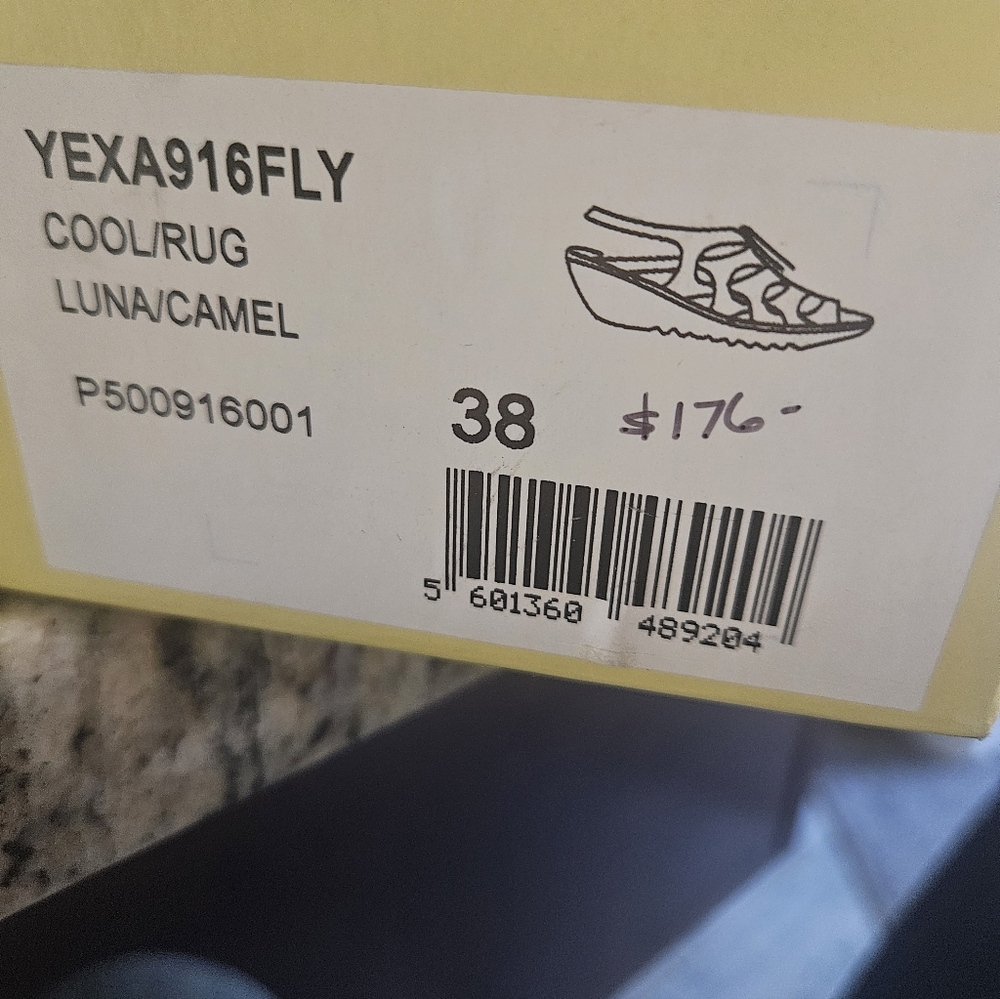 YEXA916FLY
COOL/RUG
LUNA/CAMEL
P500916001
38 $176-
5 601360 489204